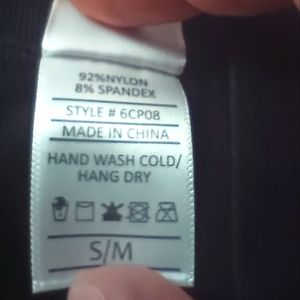 92%NYLON
8% SPANDEX
STYLE # 6CP08
MADE IN CHINA
HAND WASH COLD/
HANG DRY
S/M